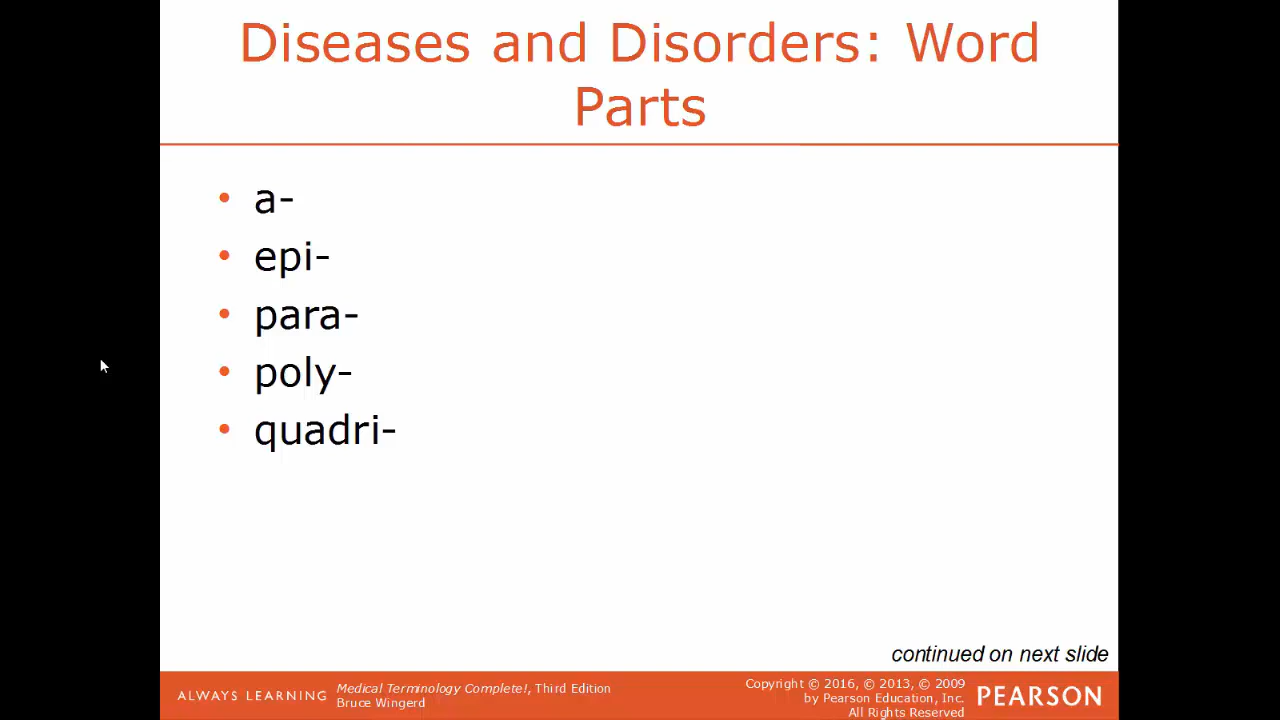 Diseases and Disorders: Word
Parts
• a-
• epi-
• para-
• poly-
• quadri-
continued on next slide
ALWAYS LEARNING
Medical Terminology Complete!, Third Edition
Bruce Wingerd
Copyright © 2016, © 2013, © 2009
by Pearson Education, Inc.
All Rights Reserved
PEARSON